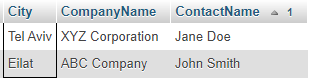 City CompanyName ContactName 1
Tel Aviv XYZ Corporation Jane Doe
Eilat ABC Company John Smith